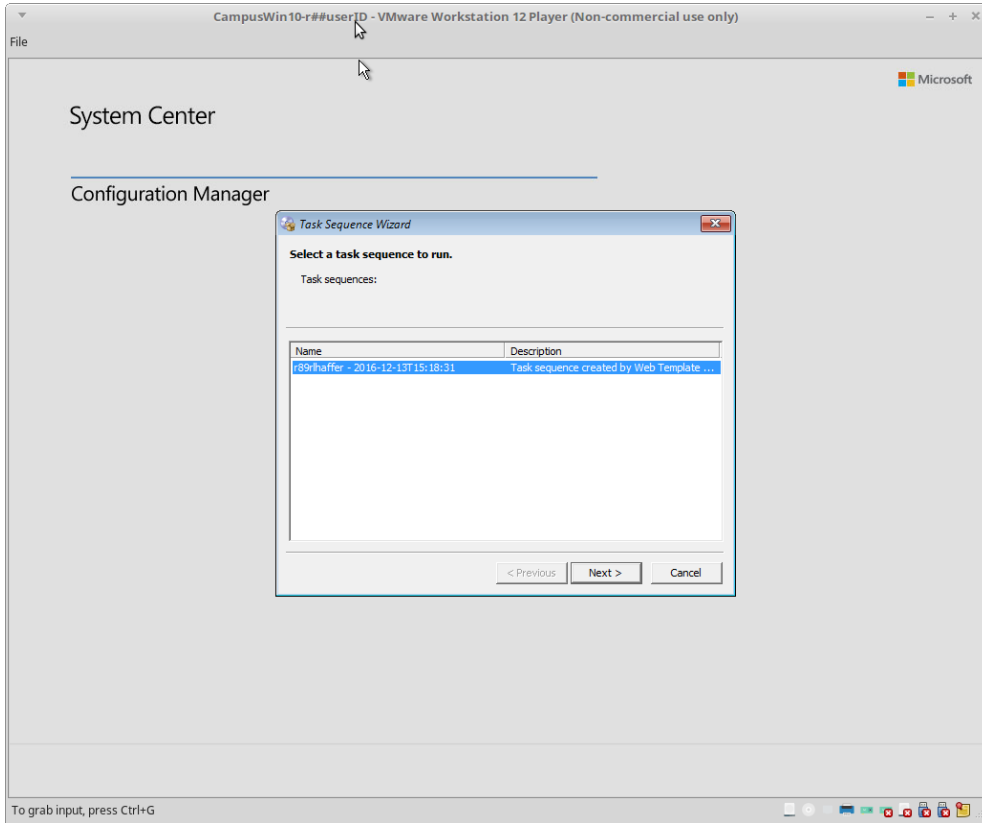 CampusWin10-r##userID - VMware Workstation 12 Player (Non-commercial use only)
File
Microsoft
System Center
Configuration Manager
Task Sequence Wizard
Select a task sequence to run.
Task sequences:
Name Description
r89rlhaffer - 2016-12-13T15:18:31 Task sequence created by Web Template ...
< Previous Next > Cancel
To grab input, press Ctrl+G